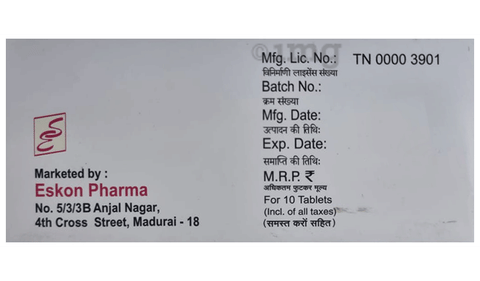 Marketed by :
Eskon Pharma
No. 5/3/3B Anjal Nagar,
4th Cross Street, Madurai - 18
1mg
Mfg. Lic. No.: TN 0000 3901
विनिर्माणी लाइसेंस संख्या
Batch No.:
क्रम संख्या
Mfg. Date:
उत्पादन की तिथि:
Exp. Date:
समाप्ति की तिथि:
M.R.P. ₹
अधिकतम फुटकर मूल्य
For 10 Tablets
(Incl. of all taxes)
(समस्त करों सहित)